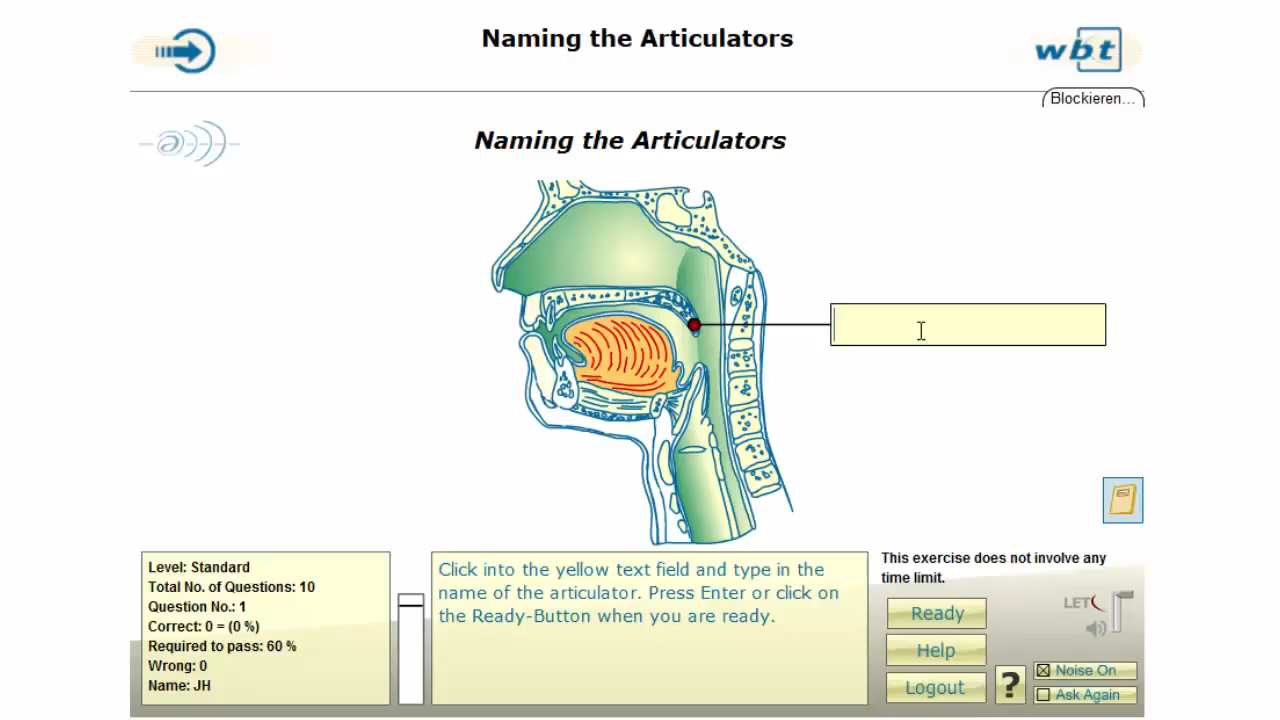 Naming the Articulators
wbt
Blockieren...
Naming the Articulators
Level: Standard
Total No. of Questions: 10
Question No.: 1
Correct: 0 = (0 %)
Required to pass: 60 %
Wrong: 0
Name: JH
Click into the yellow text field and type in the
name of the articulator. Press Enter or click on
the Ready-Button when you are ready.
This exercise does not involve any
time limit.
Ready
Help
Logout
?
LET
Noise On
Ask Again